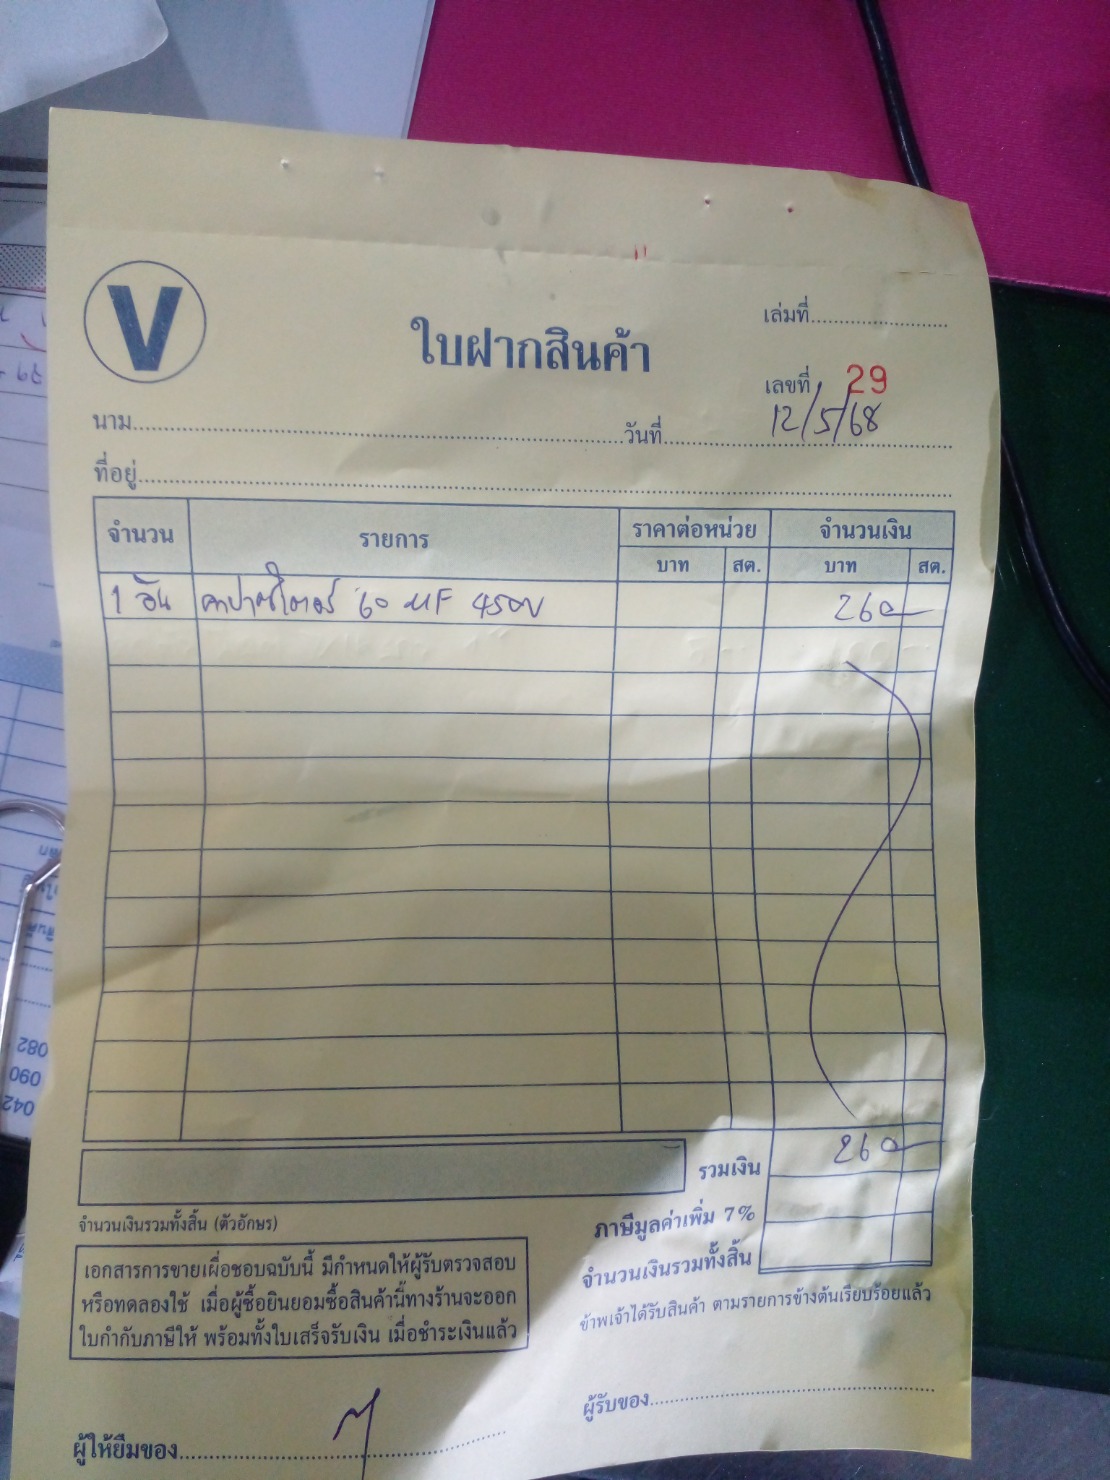 V
ใบฝากสินค้า
เล่มที่
เลขที่ 29
นาม วันที่ 12/5/68
ที่อยู่
จำนวน รายการ ราคาต่อหน่วย จำนวนเงิน
บาท สต. บาท สต.
1 อัน คาปาซิเตอร์ 60 uF 450V 260
รวมเงิน 260
จำนวนเงินรวมทั้งสิ้น (ตัวอักษร)
ภาษีมูลค่าเพิ่ม 7%
จำนวนเงินรวมทั้งสิ้น
เอกสารการขายเผื่อชอบฉบับนี้ มีกำหนดให้ผู้รับตรวจสอบ
หรือทดลองใช้ เมื่อผู้ซื้อยินยอมซื้อสินค้านี้ทางร้านจะออก
ใบกำกับภาษีให้ พร้อมทั้งใบเสร็จรับเงิน เมื่อชำระเงินแล้ว
ข้าพเจ้าได้รับสินค้า ตามรายการข้างต้นเรียบร้อยแล้ว
ผู้รับของ
ผู้ให้ยืมของ
082
090
042